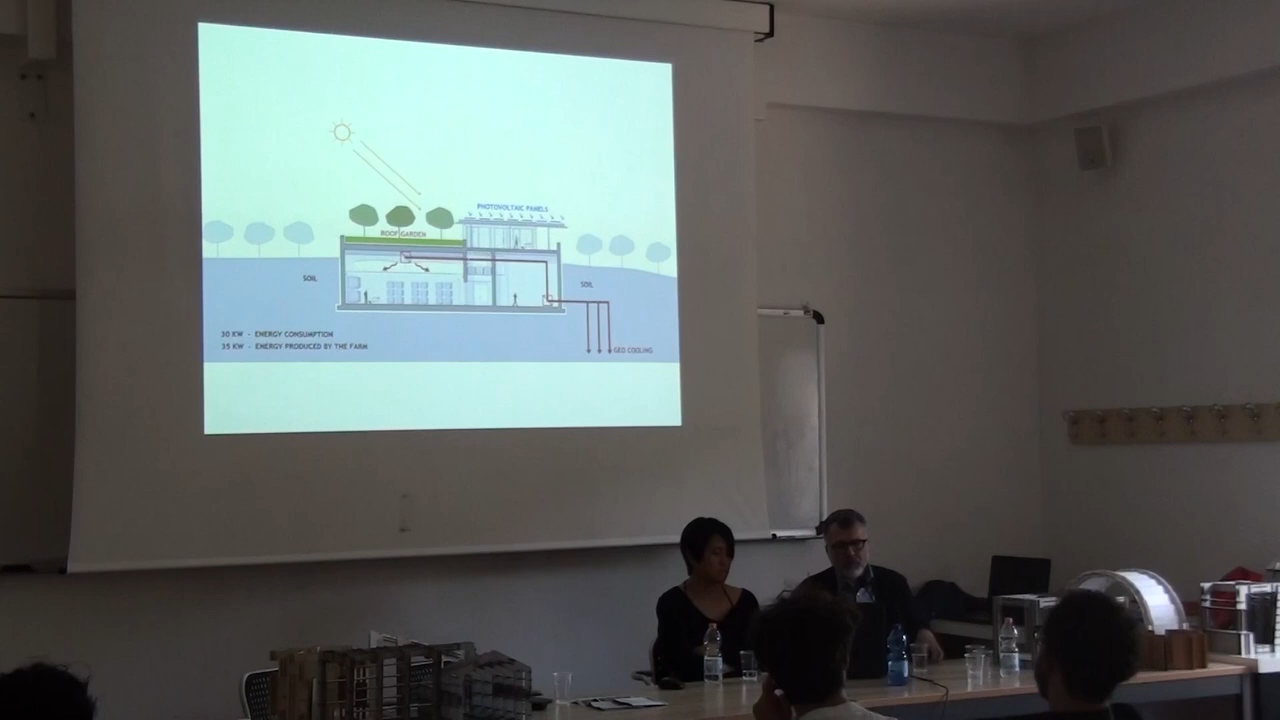 PHOTOVOLTAIC PANELS
ROOF GARDEN
SOIL
SOIL
30 KW - ENERGY CONSUMPTION
35 KW - ENERGY PRODUCED BY THE FARM
GEO COOLING